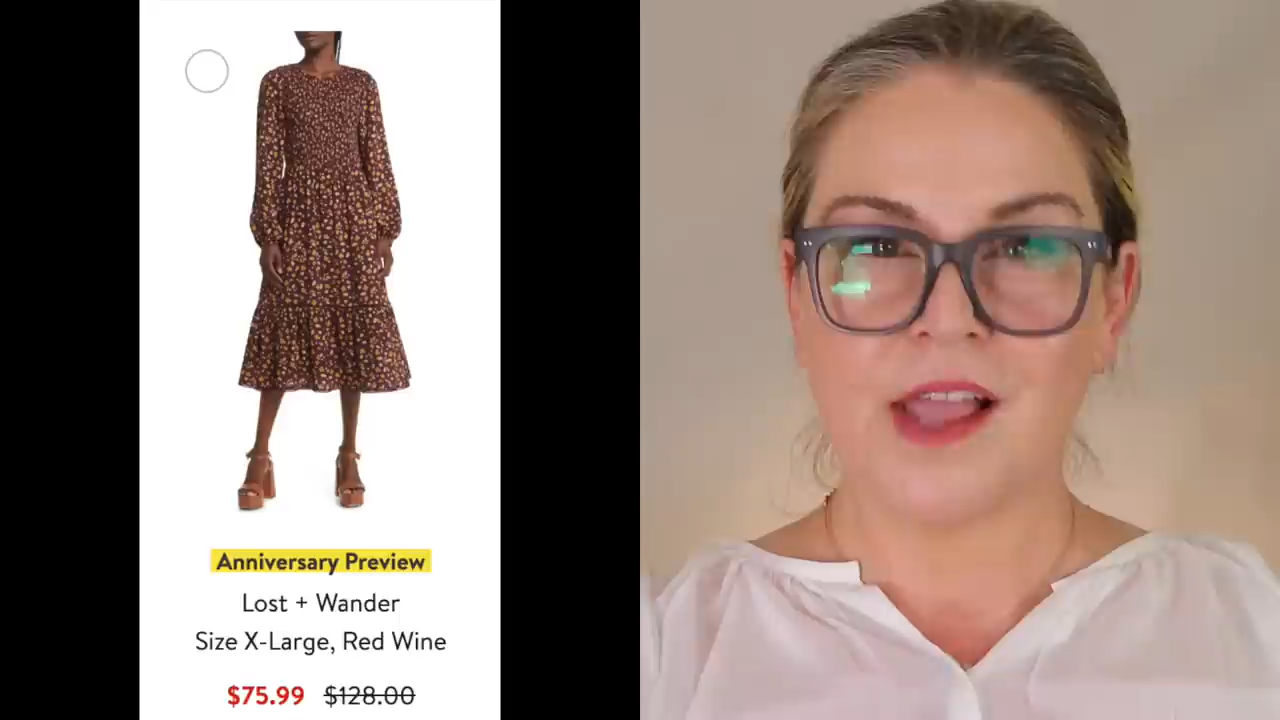 Anniversary Preview
Lost + Wander
Size X-Large, Red Wine
$75.99 $128.00